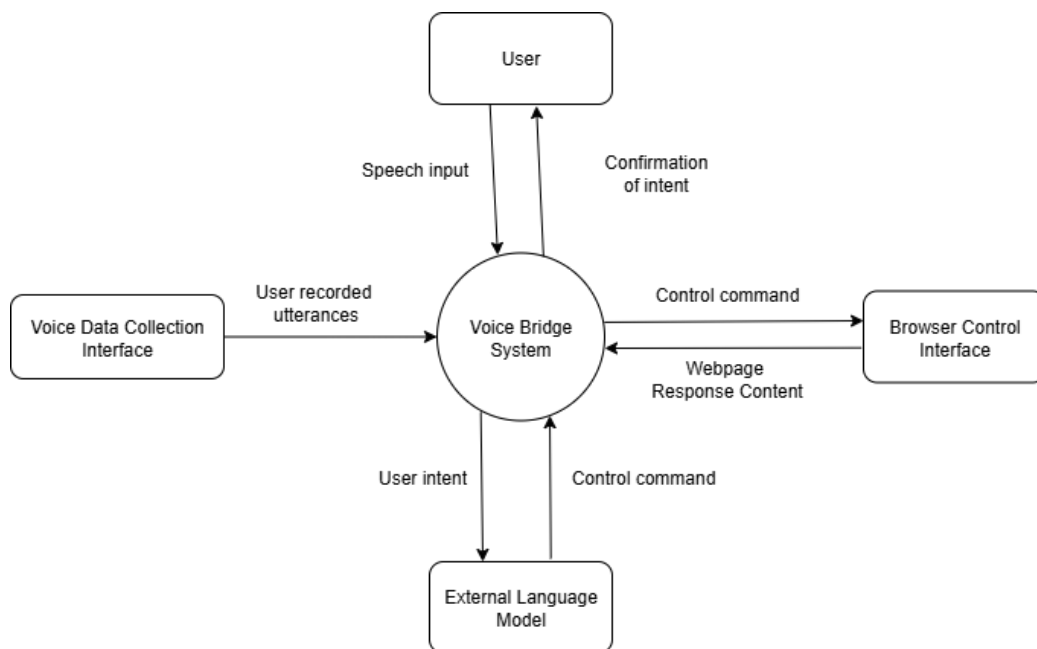 User
Speech input
Confirmation
of intent
User recorded
utterances
Control command
Voice Data Collection
Interface
Voice Bridge
System
Browser Control
Interface
Webpage
Response Content
User intent
Control command
External Language
Model